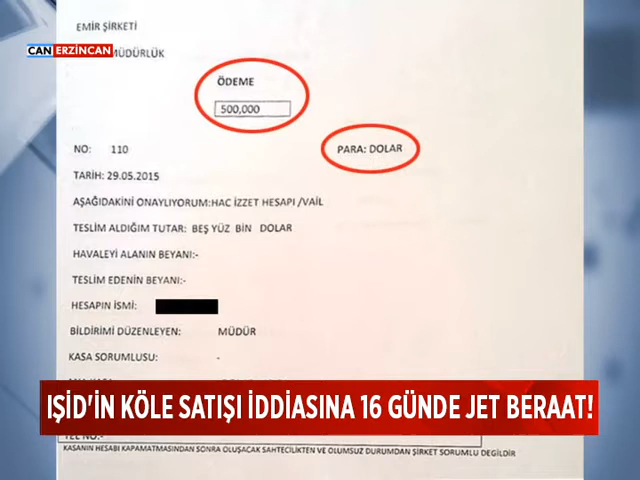 EMİR ŞİRKETİ
CAN ERZİNCAN
MÜDÜRLÜK
ÖDEME
500,000
NO: 110
PARA: DOLAR
TARİH: 29.05.2015
AŞAĞIDAKİNİ ONAYLIYORUM:HAC İZZET HESAPI /VAİL
TESLİM ALDIĞIM TUTAR: BEŞ YÜZ BİN DOLAR
HAVALEYİ ALANIN BEYANI:-
TESLİM EDENİN BEYANI:-
HESAPIN İSMİ:
BİLDİRİMİ DÜZENLEYEN: MÜDÜR
KASA SORUMLUSU: -
IŞİD'İN KÖLE SATIŞI İDDİASINA 16 GÜNDE JET BERAAT!
TEL NO:-
KASANIN HESABI KAPAMATMASINDAN SONRA OLUŞACAK SAHTECİLİKTEN VE OLUMSUZ DURUMDAN ŞİRKET SORUMLU DEĞİLDİR